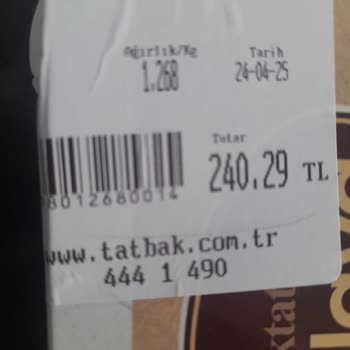 Ağırlık/Kg Tarih
1.268 24-04-25
Tutar
240.29 TL
8012680014
www.tatbak.com.tr
444 1 490